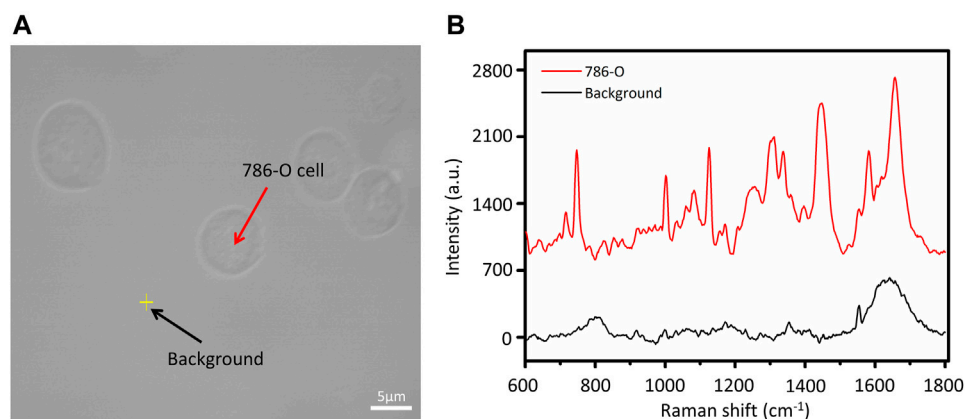 A
786-O cell
Background
5µm
B
786-O
Background
Intensity (a.u.)
2800
2100
1400
700
0
600
800
1000
1200
1400
1600
1800
Raman shift (cm⁻¹)